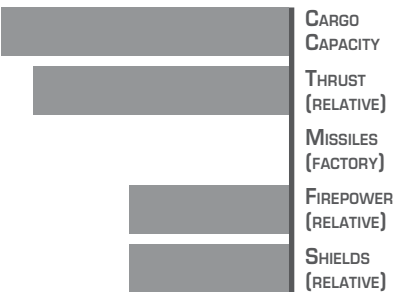 Cargo
Capacity
Thrust
(relative)
Missiles
(factory)
Firepower
(relative)
Shields
(relative)